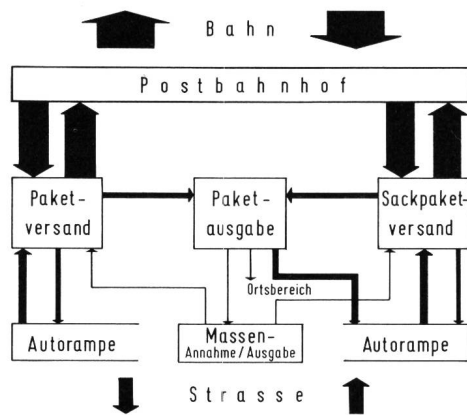 Bahn
Postbahnhof
Paket-
versand
Paket-
ausgabe
Sackpaket-
versand
Ortsbereich
Autorampe
Massen-
Annahme/Ausgabe
Autorampe
Strasse